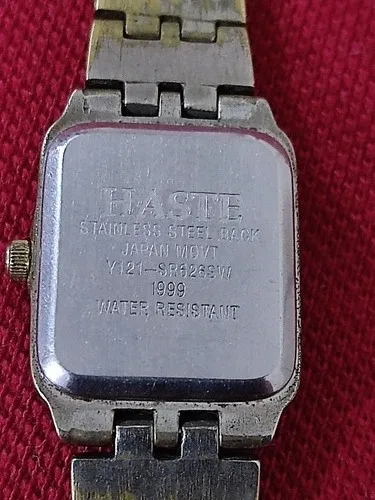 HASTE
STAINLESS STEEL BACK
JAPAN MOVT
Y121-SR626SW
1999
WATER RESISTANT